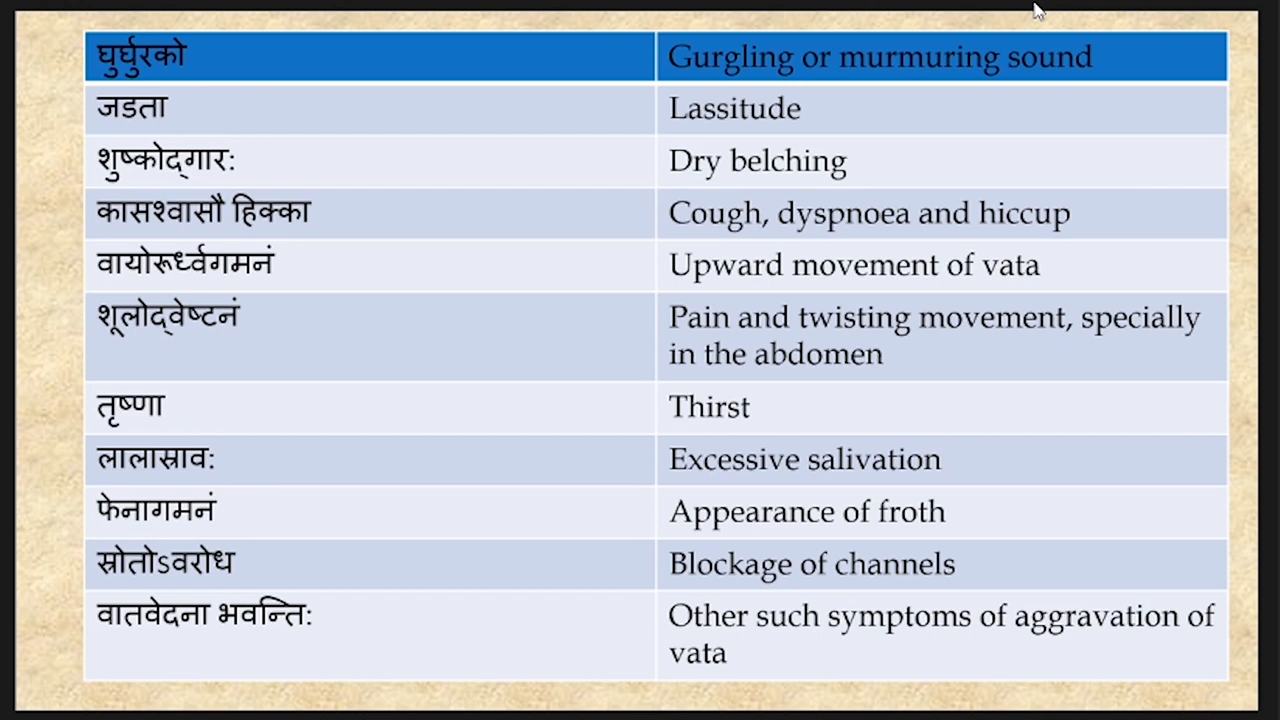 घुर्घुरको Gurgling or murmuring sound
जडता Lassitude
शुष्कोद्‌गार: Dry belching
कासश्वासौ हिक्का Cough, dyspnoea and hiccup
वायोरूर्ध्वगमनं Upward movement of vata
शूलोद्‌वेष्टनं Pain and twisting movement, specially
in the abdomen
तृष्णा Thirst
लालास्राव: Excessive salivation
फेनागमनं Appearance of froth
स्रोतोsवरोध Blockage of channels
वातवेदना भवन्ति: Other such symptoms of aggravation of
vata